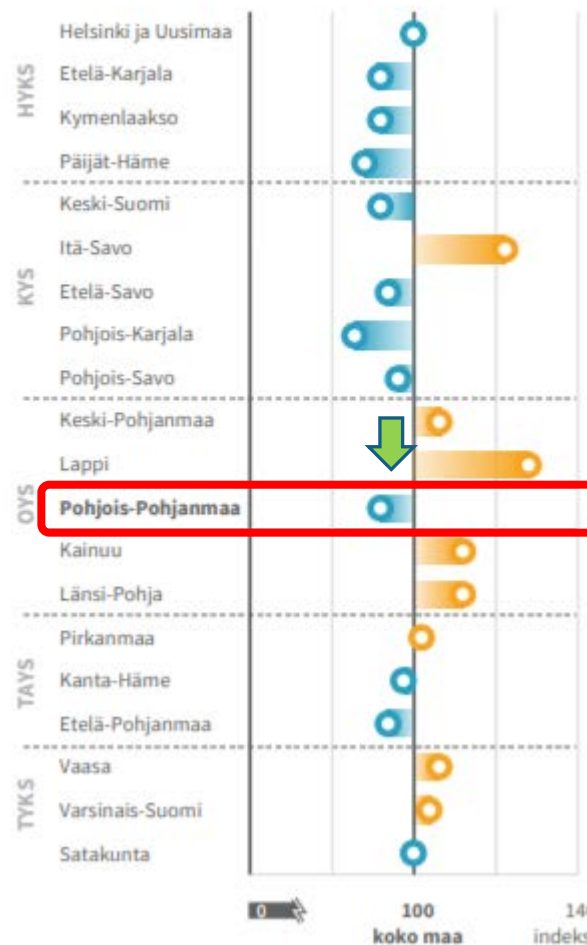 HYKS
Helsinki ja Uusimaa
Etelä-Karjala
Kymenlaakso
Päijät-Häme
KYS
Keski-Suomi
Itä-Savo
Etelä-Savo
Pohjois-Karjala
Pohjois-Savo
OYS
Keski-Pohjanmaa
Lappi
Pohjois-Pohjanmaa
Kainuu
Länsi-Pohja
TAYS
Pirkanmaa
Kanta-Häme
Etelä-Pohjanmaa
TYKS
Vaasa
Varsinais-Suomi
Satakunta
0 100 14
koko maa indeks